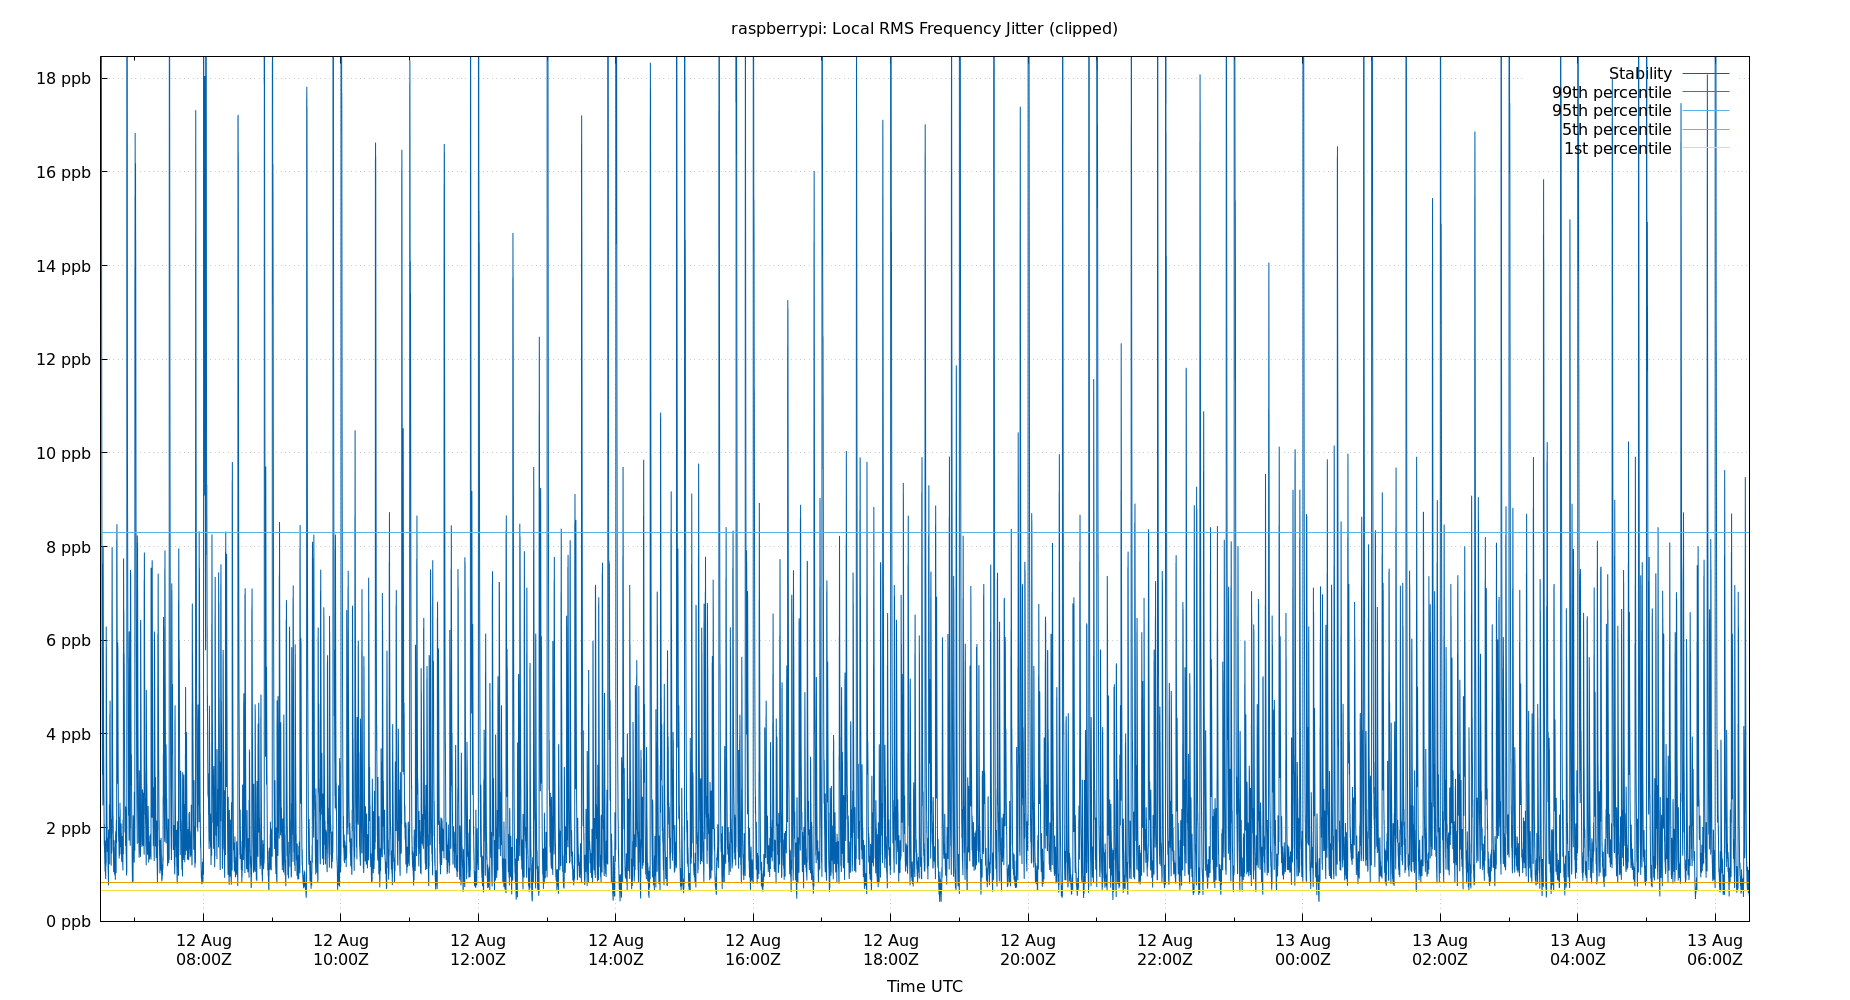 raspberrypi: Local RMS Frequency Jitter (clipped)
18 ppb
16 ppb
14 ppb
12 ppb
10 ppb
8 ppb
6 ppb
4 ppb
2 ppb
0 ppb
Stability
99th percentile
95th percentile
5th percentile
1st percentile
12 Aug 12 Aug 12 Aug 12 Aug 12 Aug 12 Aug 12 Aug 12 Aug 13 Aug 13 Aug 13 Aug 13 Aug
08:00Z 10:00Z 12:00Z 14:00Z 16:00Z 18:00Z 20:00Z 22:00Z 00:00Z 02:00Z 04:00Z 06:00Z
Time UTC